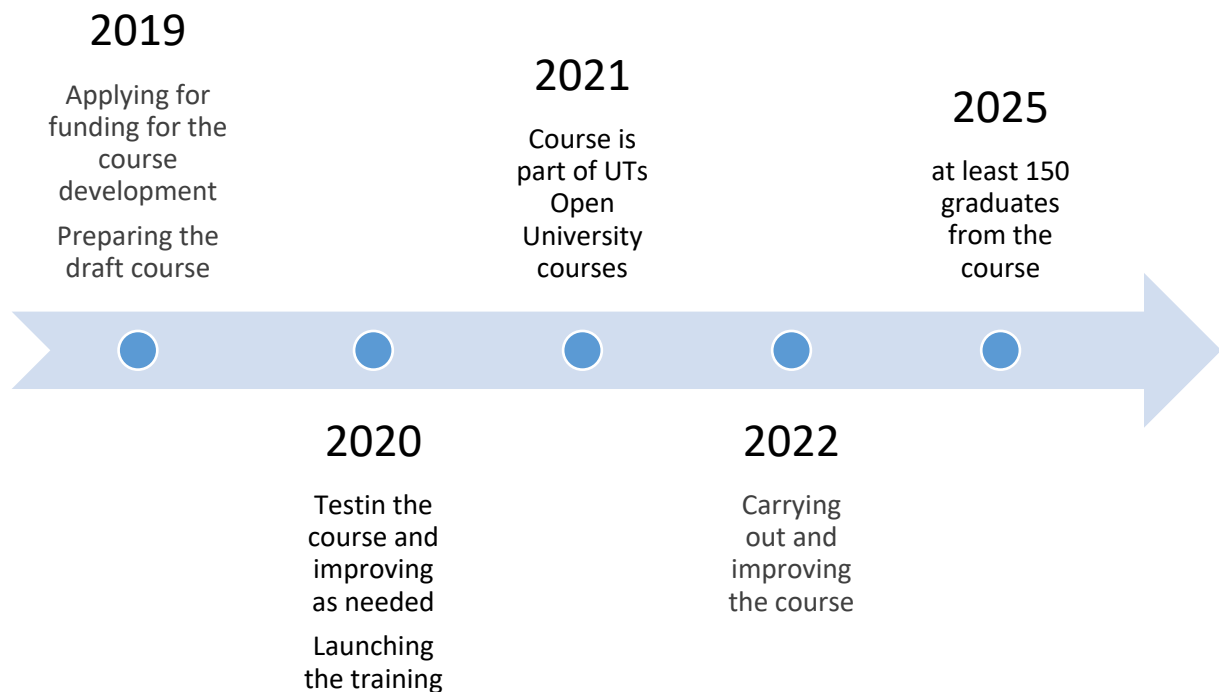 2019
Applying for
funding for the
course
development
Preparing the
draft course
2020
Testin the
course and
improving
as needed
Launching
the training
2021
Course is
part of UTs
Open
University
courses
2022
Carrying
out and
improving
the course
2025
at least 150
graduates
from the
course